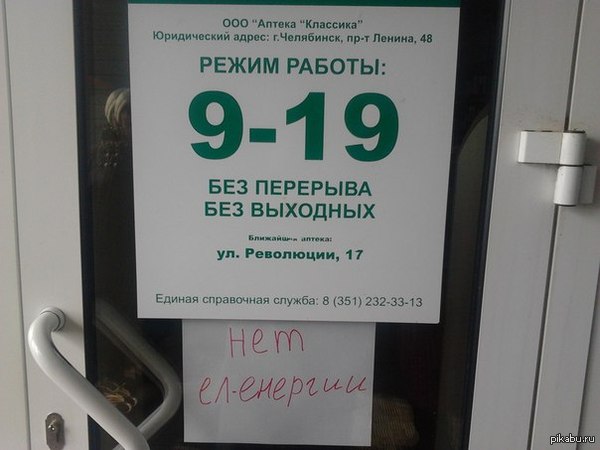 ООО "Аптека "Классика"
Юридический адрес: г.Челябинск, пр-т Ленина, 48
РЕЖИМ РАБОТЫ:
9-19
БЕЗ ПЕРЕРЫВА
БЕЗ ВЫХОДНЫХ
Ближайшая аптека:
ул. Революции, 17
Единая справочная служба: 8 (351) 232-33-13
нет
ел-енергии
pikabu.ru